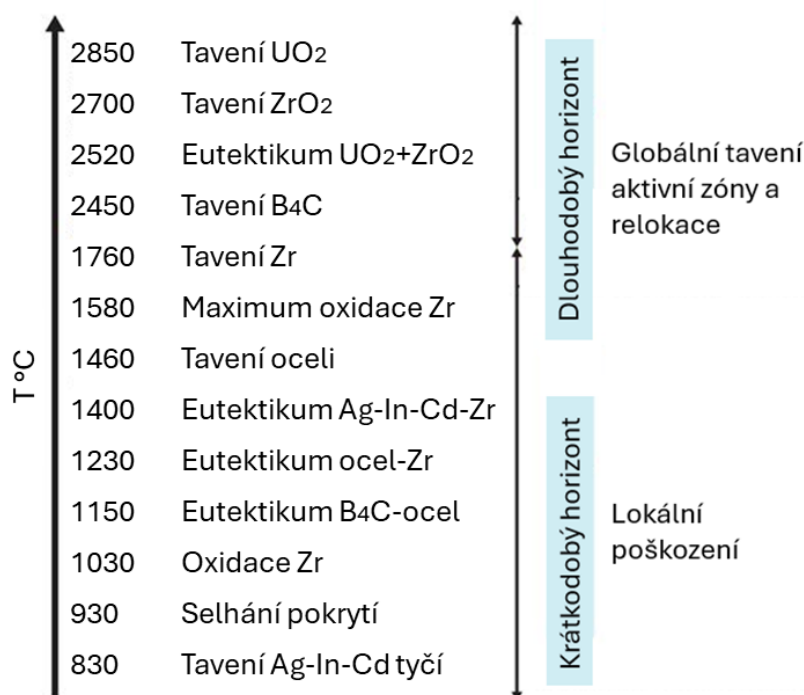 2850 Tavení UO2
2700 Tavení ZrO2
2520 Eutektikum UO2+ZrO2
2450 Tavení B4C
1760 Tavení Zr
1580 Maximum oxidace Zr
1460 Tavení oceli
1400 Eutektikum Ag-In-Cd-Zr
1230 Eutektikum ocel-Zr
1150 Eutektikum B4C-ocel
1030 Oxidace Zr
930 Selhání pokrytí
830 Tavení Ag-In-Cd tyčí
T °C
Dlouhodobý horizont
Globální tavení
aktivní zóny a
relokace
Krátkodobý horizont
Lokální
poškození